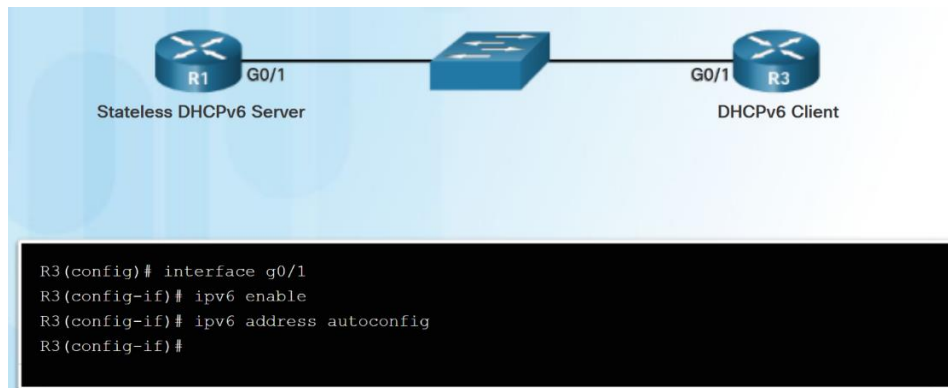 R1
G0/1
G0/1
R3
Stateless DHCPv6 Server
DHCPv6 Client
R3(config)# interface g0/1
R3(config-if)# ipv6 enable
R3(config-if)# ipv6 address autoconfig
R3(config-if)#